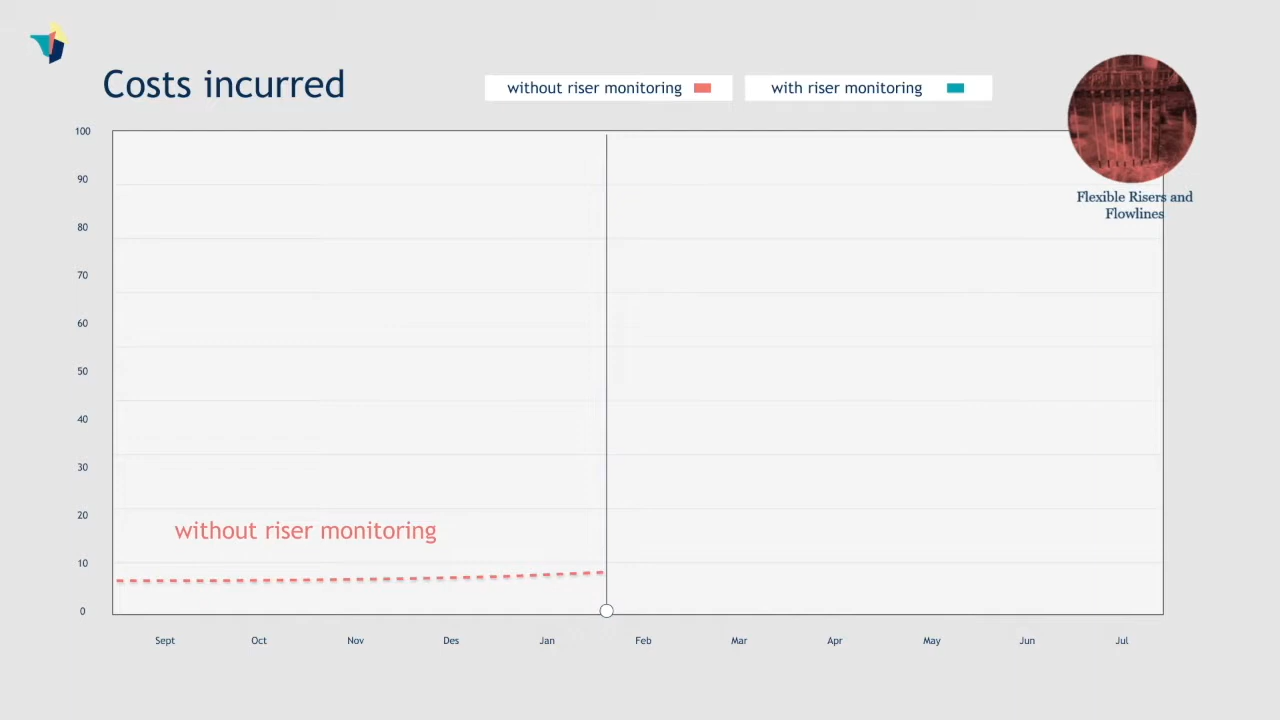 Costs incurred
without riser monitoring
with riser monitoring
Flexible Risers and
Flowlines
100
90
80
70
60
50
40
30
20
10
0
without riser monitoring
Sept Oct Nov Des Jan Feb Mar Apr May Jun Jul